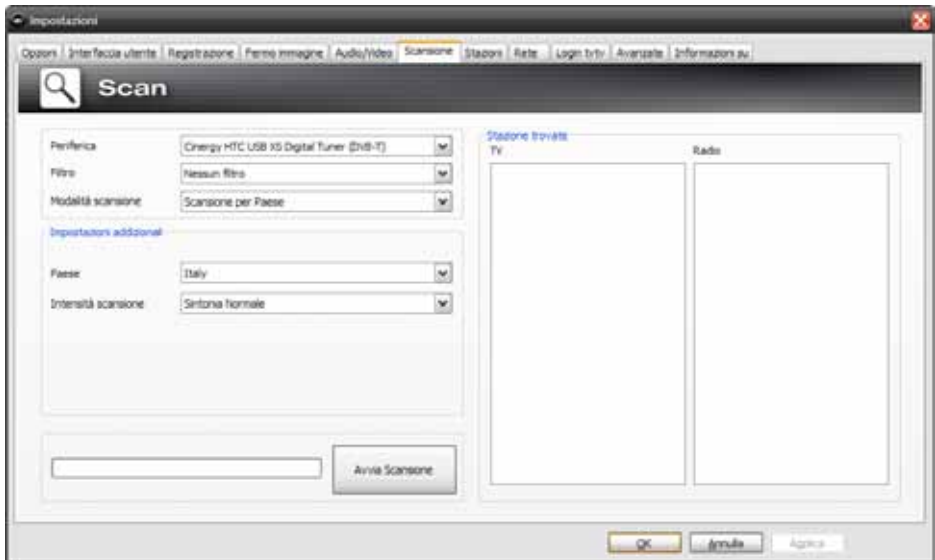 Impostazioni
Opzioni Interfaccia utente Registrazione Fermo immagine Audio/Video Scansione Stazioni Rete Login tvtv Avanzate Informazioni su
Scan
Periferica Cinergy HTC USB XS Digital Tuner (DVB-T)
Filtro Nessun filtro
Modalità scansione Scansione per Paese
Impostazioni addizionali
Paese Italy
Intensità scansione Sintonia Normale
Avvia Scansione
Stazione trovate
TV Radio
OK Annulla Applica